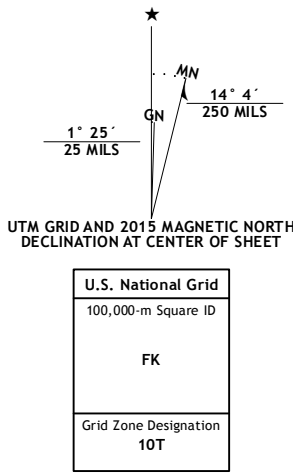 ★
MN
GN
1° 25´
25 MILS
14° 4´
250 MILS
UTM GRID AND 2015 MAGNETIC NORTH
DECLINATION AT CENTER OF SHEET
U.S. National Grid
100,000-m Square ID
FK
Grid Zone Designation
10T